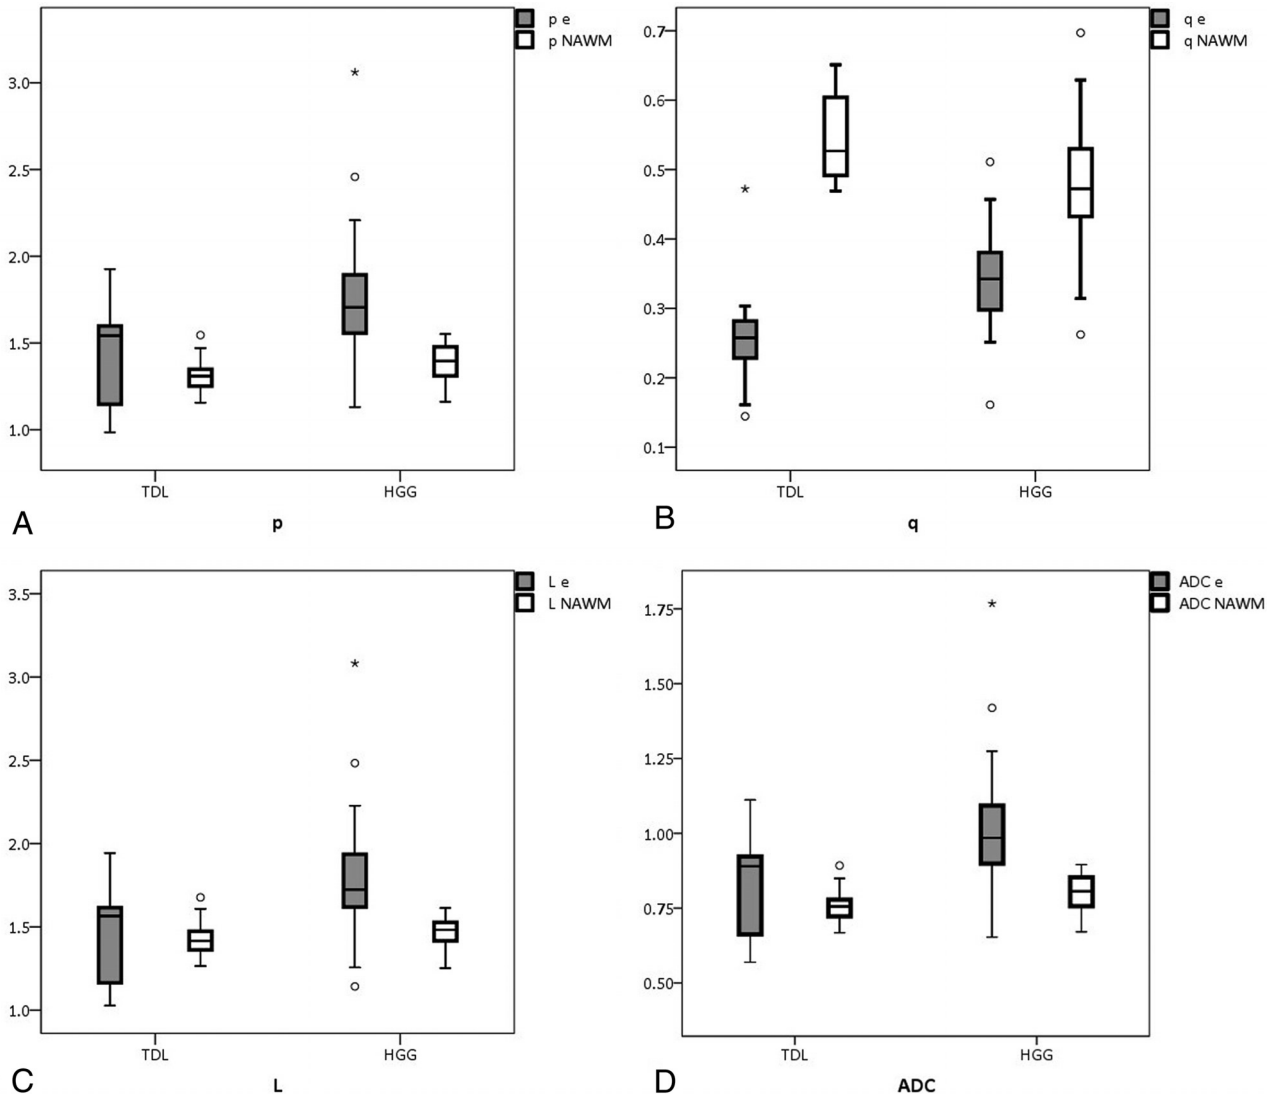 p e
p NAWM
3.0
2.5
2.0
1.5
1.0
TDL HGG
A p
q e
q NAWM
0.7
0.6
0.5
0.4
0.3
0.2
0.1
TDL HGG
B q
L e
L NAWM
3.5
3.0
2.5
2.0
1.5
1.0
TDL HGG
C L
ADC e
ADC NAWM
1.75
1.50
1.25
1.00
0.75
0.50
TDL HGG
D ADC